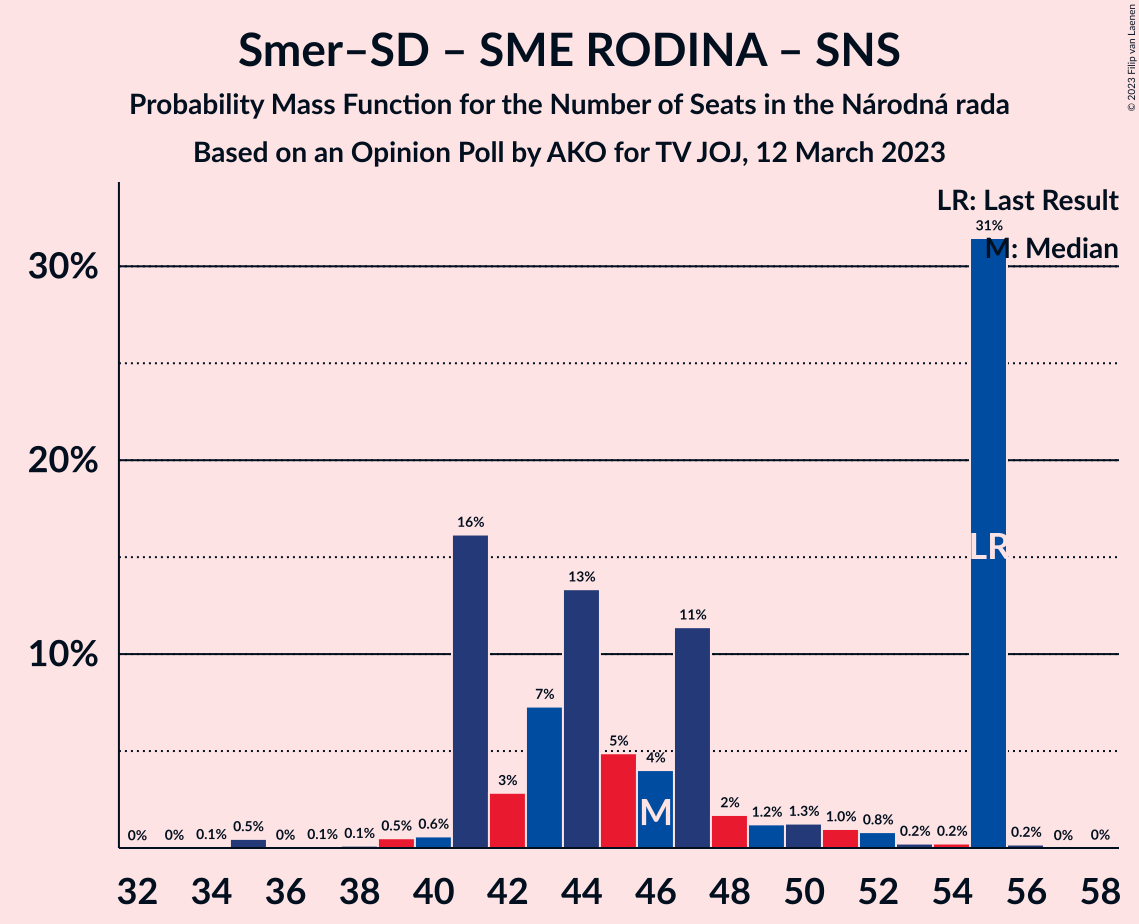 © 2023 Filip van Laenen
Smer–SD – SME RODINA – SNS
Probability Mass Function for the Number of Seats in the Národná rada
Based on an Opinion Poll by AKO for TV JOJ, 12 March 2023
LR: Last Result
M: Median
30%
20%
10%
0% 0% 0.1% 0.5% 0% 0.1% 0.1% 0.5% 0.6% 16% 3% 7% 13% 5% 4% 11% 2% 1.2% 1.3% 1.0% 0.8% 0.2% 0.2% 31% 0.2% 0% 0%
LR
M
32 34 36 38 40 42 44 46 48 50 52 54 56 58